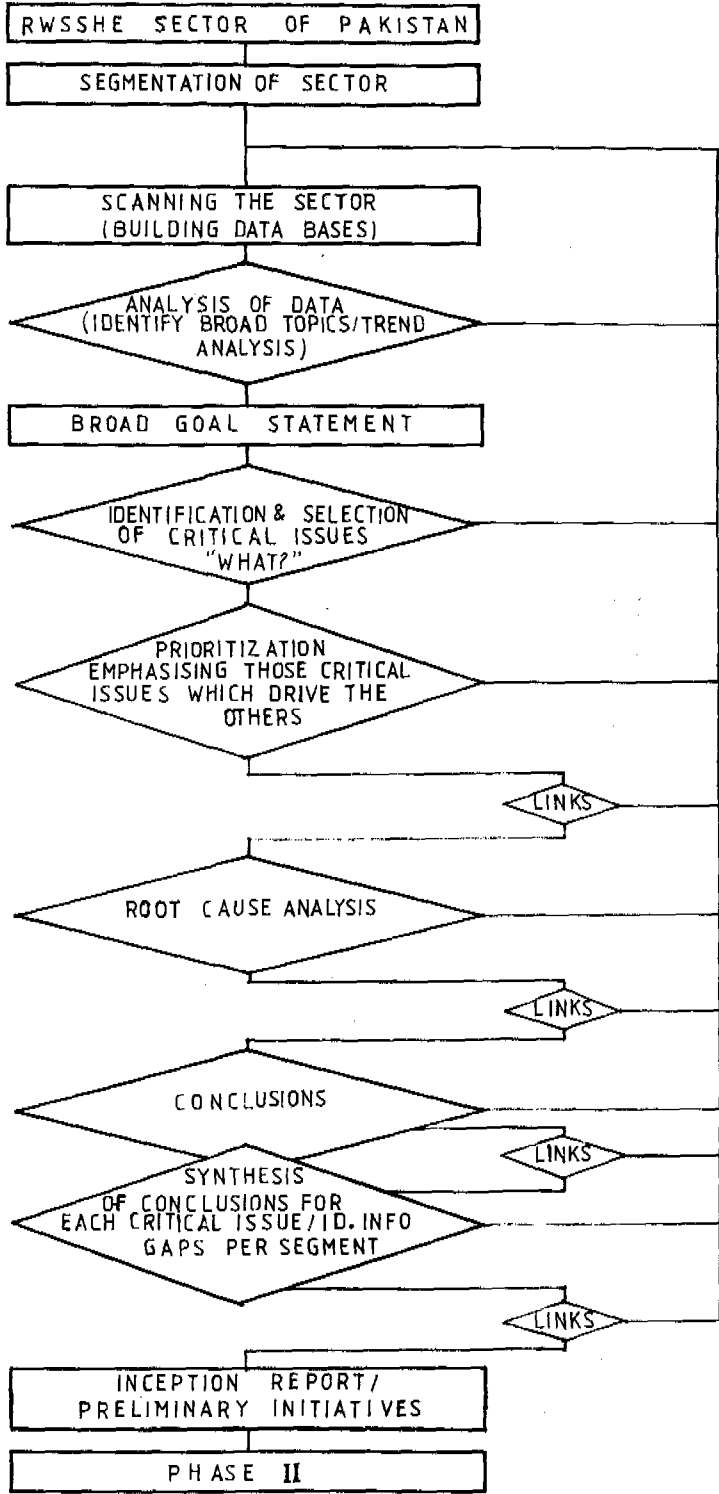 RWSSHE SECTOR OF PAKISTAN
SEGMENTATION OF SECTOR
SCANNING THE SECTOR
(BUILDING DATA BASES)
ANALYSIS OF DATA
(IDENTIFY BROAD TOPICS/TREND
ANALYSIS)
BROAD GOAL STATEMENT
IDENTIFICATION & SELECTION
OF CRITICAL ISSUES
"WHAT?"
PRIORITIZATION
EMPHASISING THOSE CRITICAL
ISSUES WHICH DRIVE THE
OTHERS
LINKS
ROOT CAUSE ANALYSIS
LINKS
CONCLUSIONS
LINKS
SYNTHESIS
OF CONCLUSIONS FOR
EACH CRITICAL ISSUE/ID. INFO
GAPS PER SEGMENT
LINKS
INCEPTION REPORT/
PRELIMINARY INITIATIVES
PHASE II